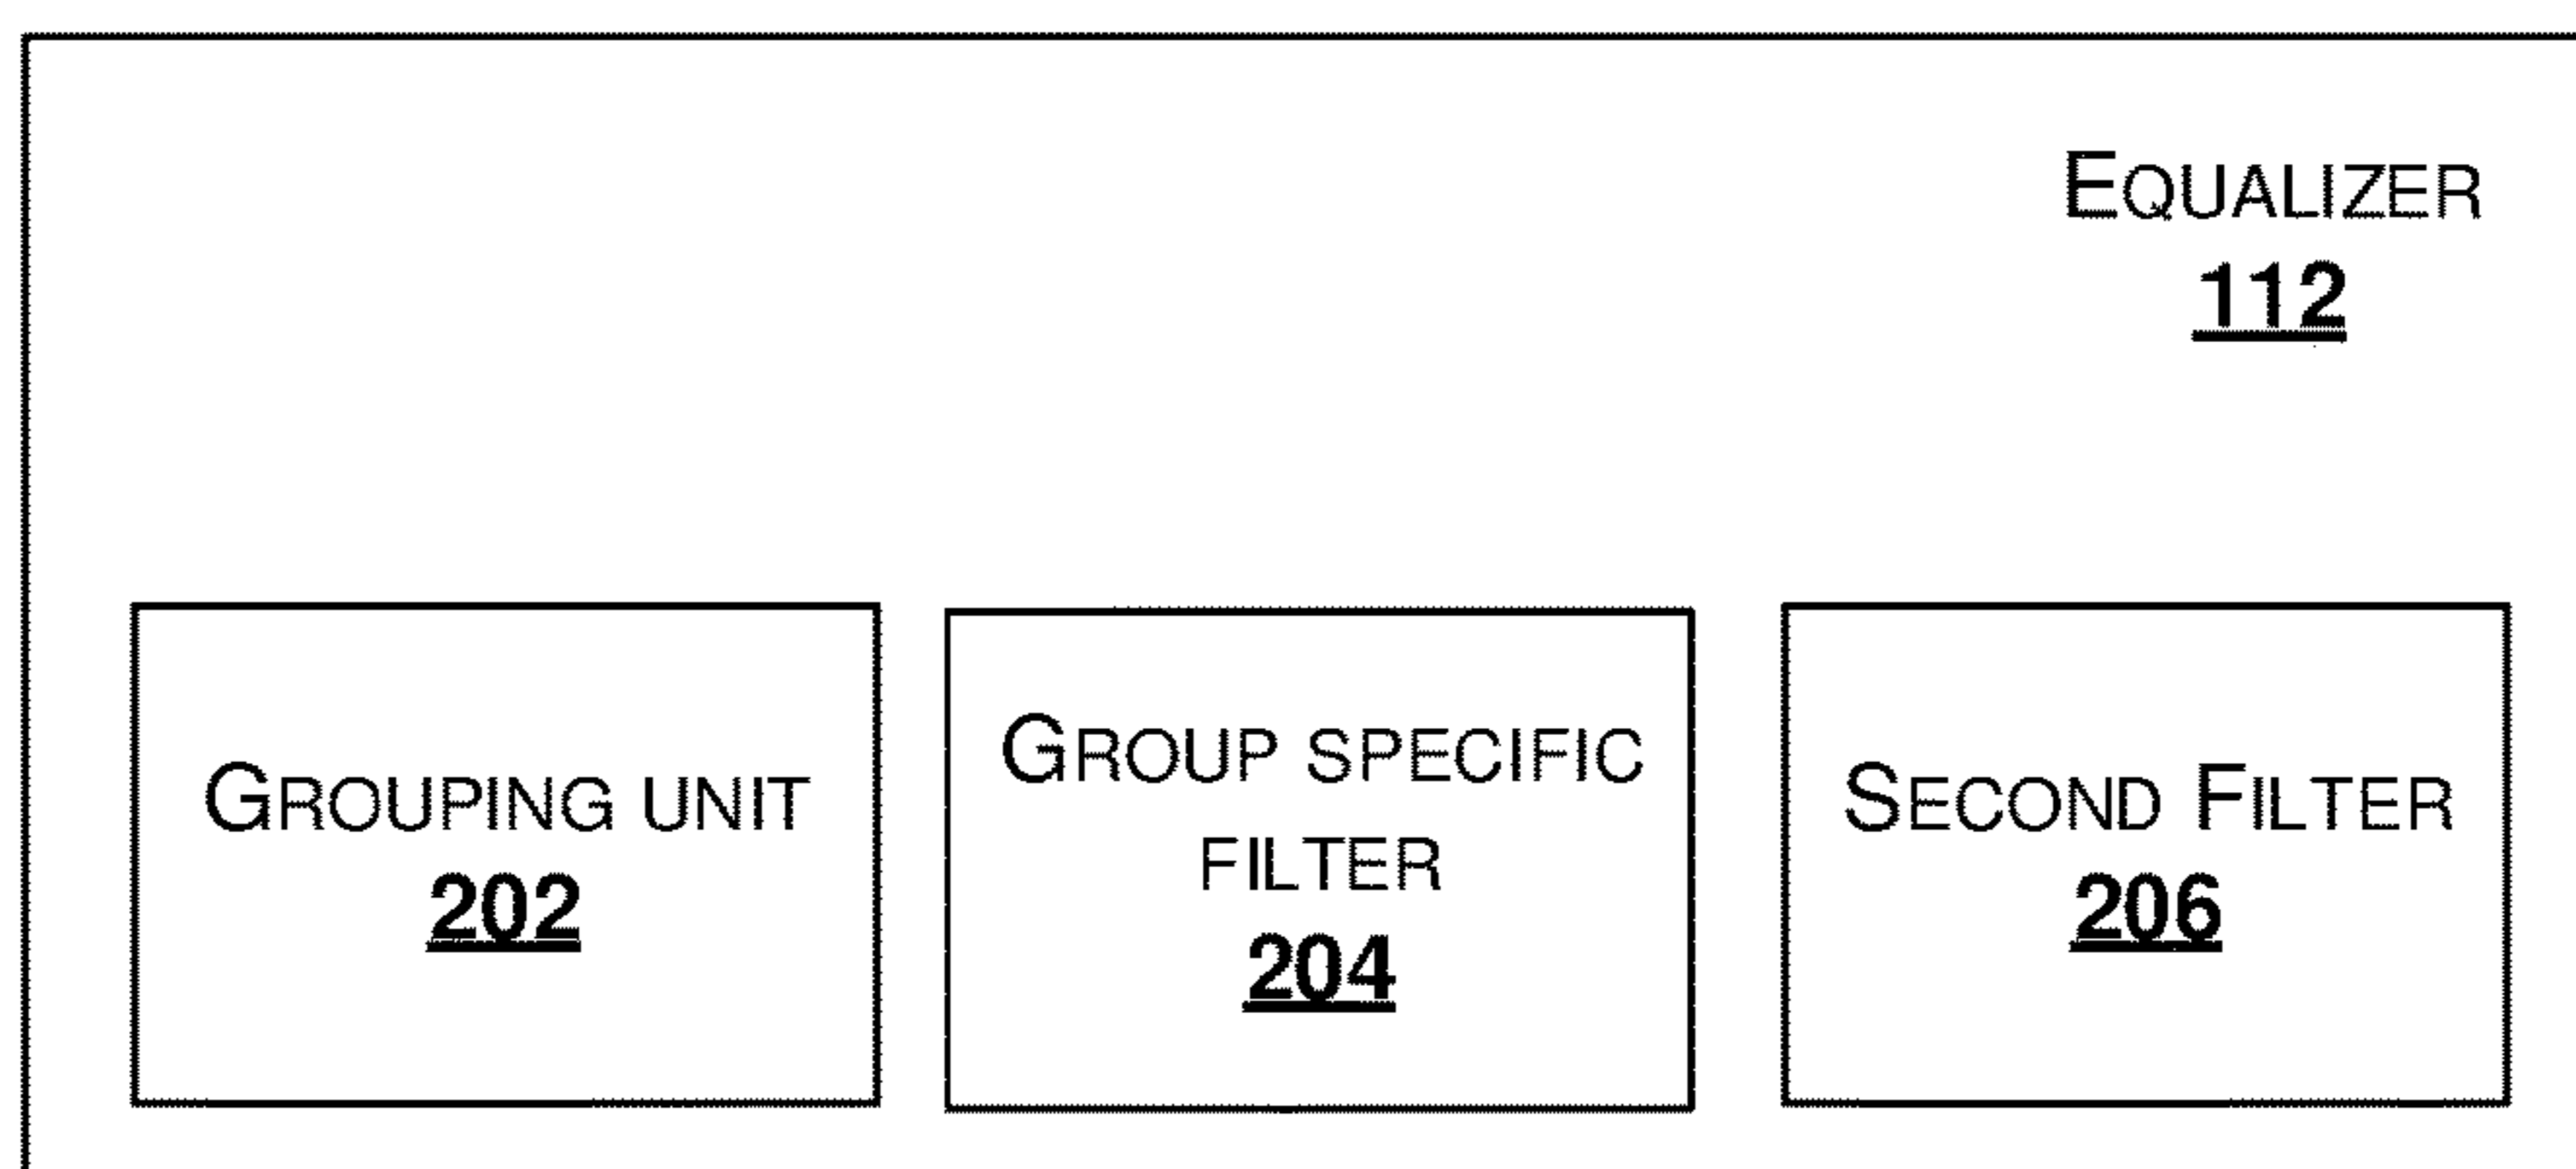 EQUALIZER
112
GROUPING UNIT
202
GROUP SPECIFIC
FILTER
204
SECOND FILTER
206